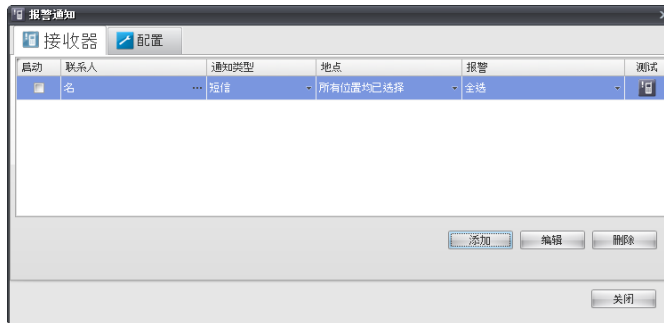 报警通知
接收器 配置
启动 联系人 通知类型 地点 报警 测试
名 ... 短信 所有位置均已选择 全选
添加 编辑 删除
关闭